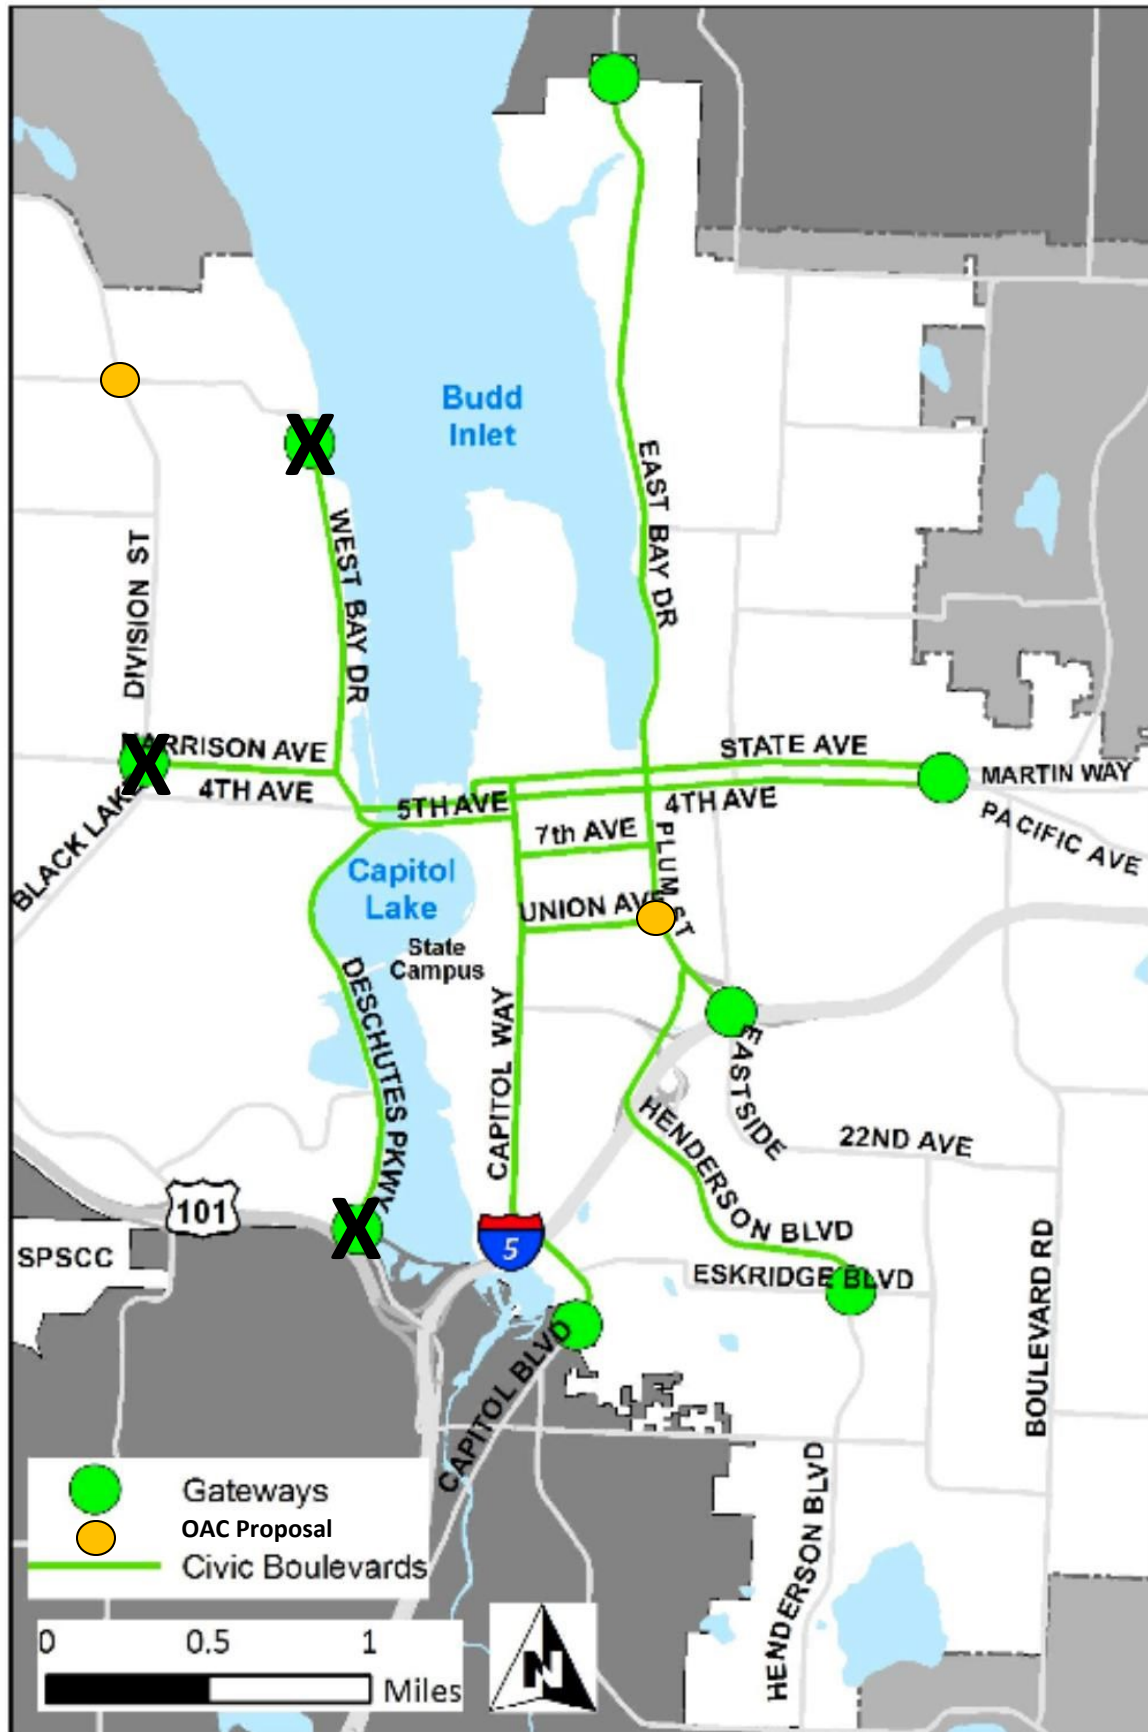 Budd
Inlet
EAST BAY DR
WEST BAY DR
DIVISION ST
HARRISON AVE
STATE AVE
MARTIN WAY
4TH AVE
5TH AVE
4TH AVE
PACIFIC AVE
7th AVE
PLUM ST
BLACK LAKE
Capitol
Lake
UNION AVE
State
Campus
DESCHUTES PKWY
CAPITOL WAY
EASTSIDE
HENDERSON BLVD
22ND AVE
101
5
SPSCC
ESKRIDGE BLVD
BOULEVARD RD
CAPITOL BLVD
HENDERSON BLVD
X
X
X
Gateways
OAC Proposal
Civic Boulevards
0 0.5 1
Miles
N